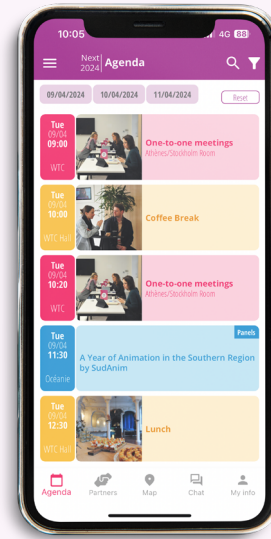 10:05
4G 88
Next
2024
Agenda
09/04/2024
10/04/2024
11/04/2024
Reset
Tue
09/04
09:00
WTC
One-to-one meetings
Athènes/Stockholm Room
Tue
09/04
10:00
WTC Hall
Coffee Break
Tue
09/04
10:20
WTC
One-to-one meetings
Athènes/Stockholm Room
Tue
09/04
11:30
Océanie
Panels
A Year of Animation in the Southern Region
by SudAnim
Tue
09/04
12:30
WTC Hall
Lunch
Agenda
Partners
Map
Chat
My Info